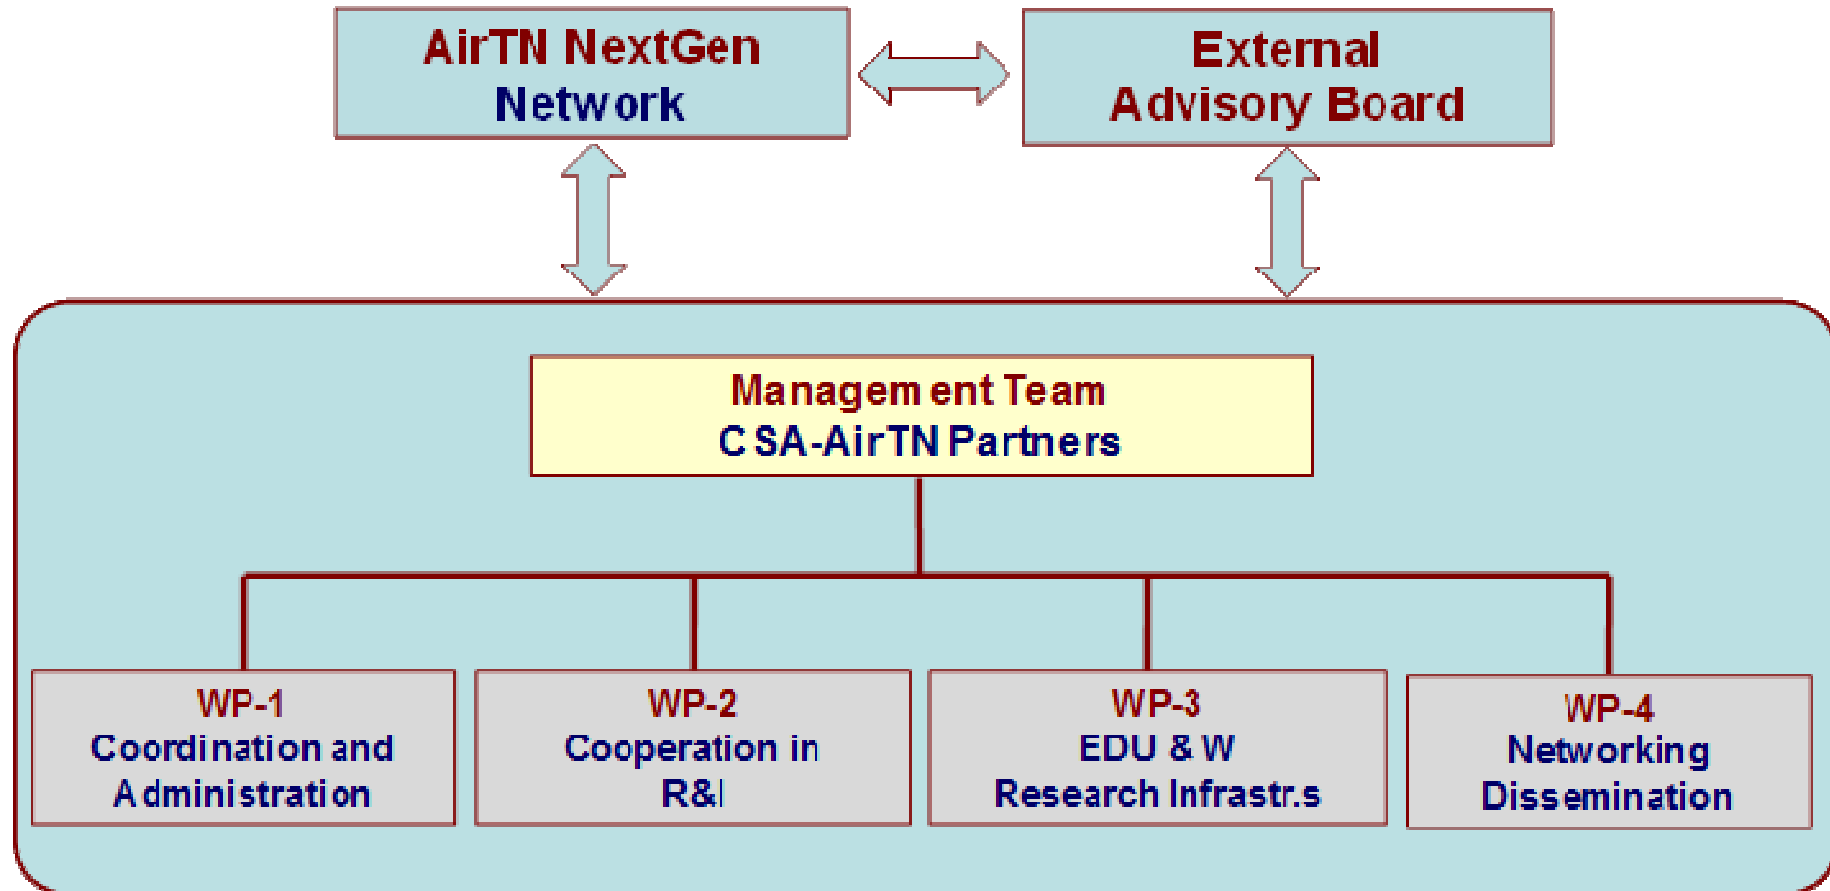 AirTN NextGen
Network
External
Advisory Board
Management Team
CSA-AirTN Partners
WP-1
Coordination and
Administration
WP-2
Cooperation in
R&I
WP-3
EDU & W
Research Infrastr.s
WP-4
Networking
Dissemination